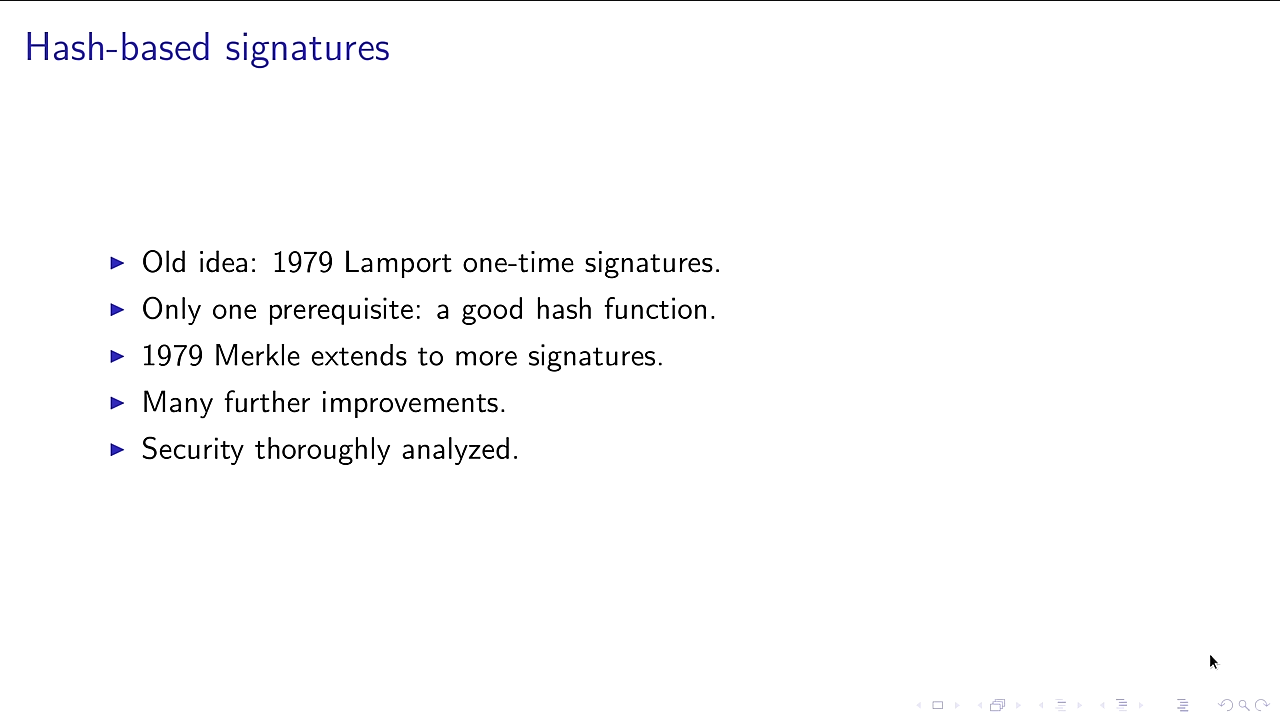 Hash-based signatures
Old idea: 1979 Lamport one-time signatures.
Only one prerequisite: a good hash function.
1979 Merkle extends to more signatures.
Many further improvements.
Security thoroughly analyzed.